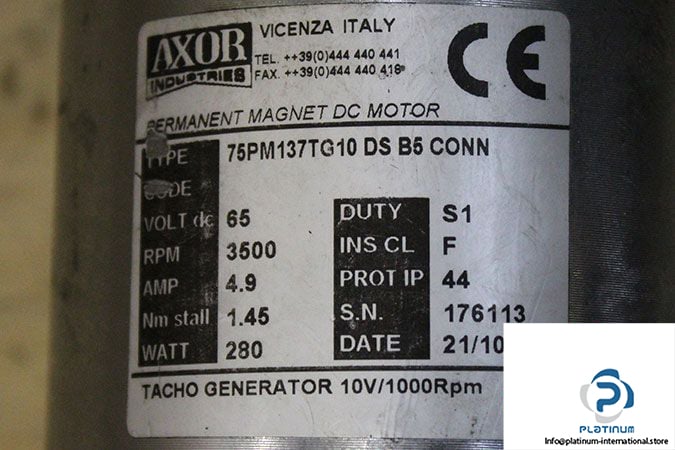 AXOR
INDUSTRIES
VICENZA ITALY
TEL. ++39(0)444 440 441
FAX. ++39(0)444 440 418
CE
PERMANENT MAGNET DC MOTOR
TYPE 75PM137TG10 DS B5 CONN
CODE
VOLT dc 65 DUTY S1
RPM 3500 INS CL F
AMP 4.9 PROT IP 44
Nm stall 1.45 S.N. 176113
WATT 280 DATE 21/10
TACHO GENERATOR 10V/1000Rpm
PLATINUM
Info@platinum-international.store